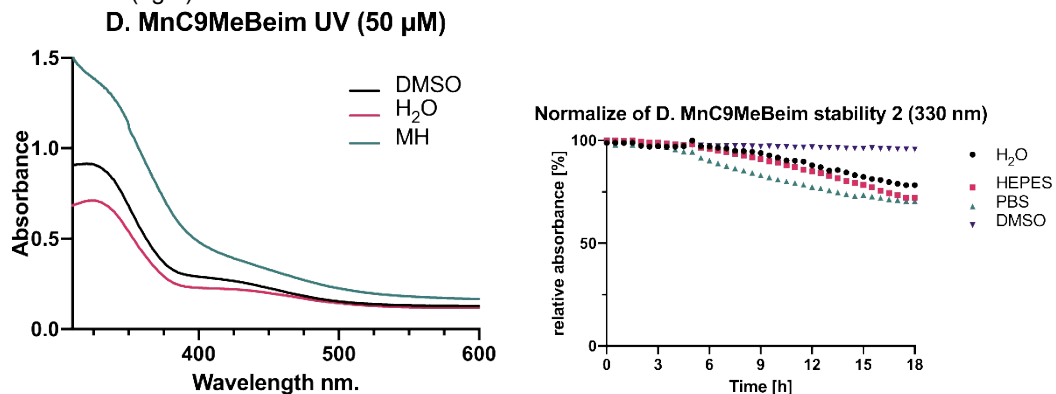 D. MnC9MeBeim UV (50 µM)
1.5
1.0
0.5
0.0
Absorbance
400
500
600
Wavelength nm.
DMSO
H₂O
MH
Normalize of D. MnC9MeBeim stability 2 (330 nm)
100
50
0
relative absorbance [%]
0
3
6
9
12
15
18
Time [h]
H₂O
HEPES
PBS
DMSO